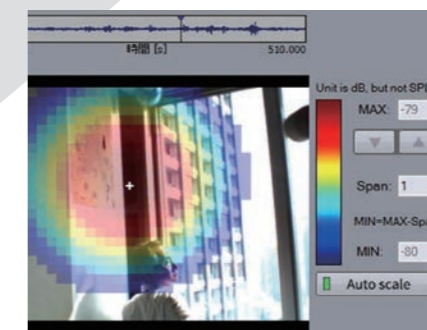 時間 [s]
510.000
Unit is dB, but not SPL
MAX: -79
Span: 1
MIN=MAX-Spa
MIN: -80
Auto scale